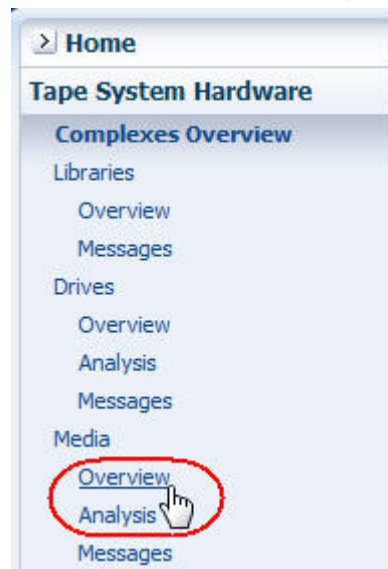 Home
Tape System Hardware
Complexes Overview
Libraries
Overview
Messages
Drives
Overview
Analysis
Messages
Media
Overview
Analysis
Messages